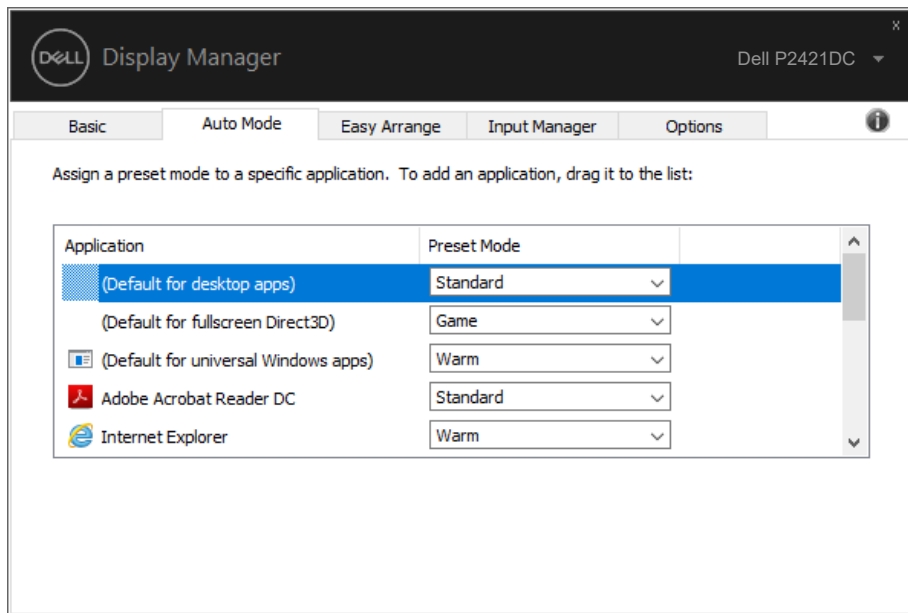 X
DELL Display Manager
Dell P2421DC
Basic Auto Mode Easy Arrange Input Manager Options
Assign a preset mode to a specific application. To add an application, drag it to the list:
Application Preset Mode
(Default for desktop apps) Standard
(Default for fullscreen Direct3D) Game
(Default for universal Windows apps) Warm
Adobe Acrobat Reader DC Standard
Internet Explorer Warm